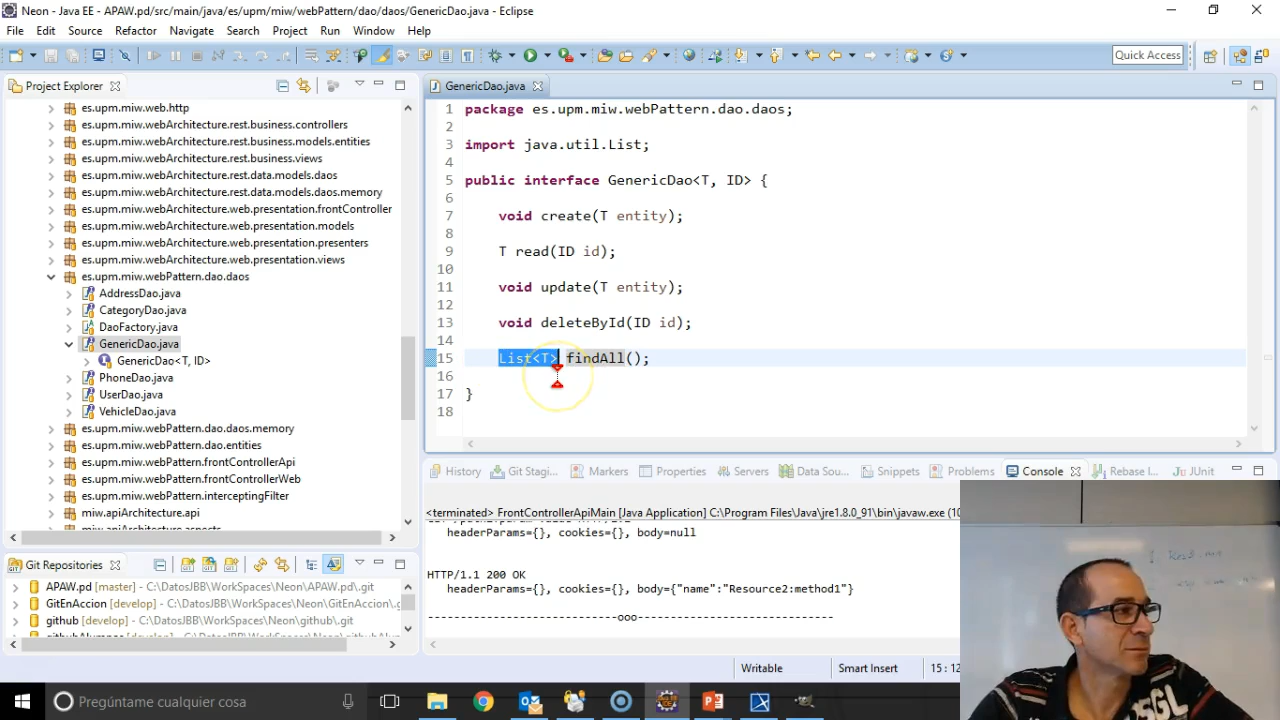 Neon - Java EE - APAW.pd/src/main/java/es/upm/miw/webPattern/dao/daos/GenericDao.java - Eclipse
File Edit Source Refactor Navigate Search Project Run Window Help
Quick Access
Project Explorer
es.upm.miw.web.http
es.upm.miw.webArchitecture.rest.business.controllers
es.upm.miw.webArchitecture.rest.business.models.entities
es.upm.miw.webArchitecture.rest.business.views
es.upm.miw.webArchitecture.rest.data.models.daos
es.upm.miw.webArchitecture.rest.data.models.daos.memory
es.upm.miw.webArchitecture.web.presentation.frontController
es.upm.miw.webArchitecture.web.presentation.models
es.upm.miw.webArchitecture.web.presentation.presenters
es.upm.miw.webArchitecture.web.presentation.views
es.upm.miw.webPattern.dao.daos
AddressDao.java
CategoryDao.java
DaoFactory.java
GenericDao.java
GenericDao<T, ID>
PhoneDao.java
UserDao.java
VehicleDao.java
es.upm.miw.webPattern.dao.daos.memory
es.upm.miw.webPattern.dao.entities
es.upm.miw.webPattern.frontControllerApi
es.upm.miw.webPattern.frontControllerWeb
es.upm.miw.webPattern.interceptingFilter
miw.apiArchitecture.api
miw.apiArchitecture.aspects
Git Repositories
APAW.pd [master] - C:\DatosJBB\WorkSpaces\Neon\APAW.pd\.git
GitEnAccion [develop] - C:\DatosJBB\WorkSpaces\Neon\GitEnAccion\.g
github [develop] - C:\DatosJBB\WorkSpaces\Neon\github\.git
GenericDao.java
1 package es.upm.miw.webPattern.dao.daos;
2
3 import java.util.List;
4
5 public interface GenericDao<T, ID> {
6
7 void create(T entity);
8
9 T read(ID id);
10
11 void update(T entity);
12
13 void deleteById(ID id);
14
15 List<T> findAll();
16
17 }
18
History Git Stagi... Markers Properties Servers Data Sou... Snippets Problems Console Rebase I... JUnit
<terminated> FrontControllerApiMain [Java Application] C:\Program Files\Java\jre1.8.0_91\bin\javaw.exe (10
headerParams={}, cookies={}, body=null
HTTP/1.1 200 OK
headerParams={}, cookies={}, body={"name":"Resource2:method1"}
---------------------------ooo----------------------------
Writable Smart Insert 15 : 12
Pregúntame cualquier cosa